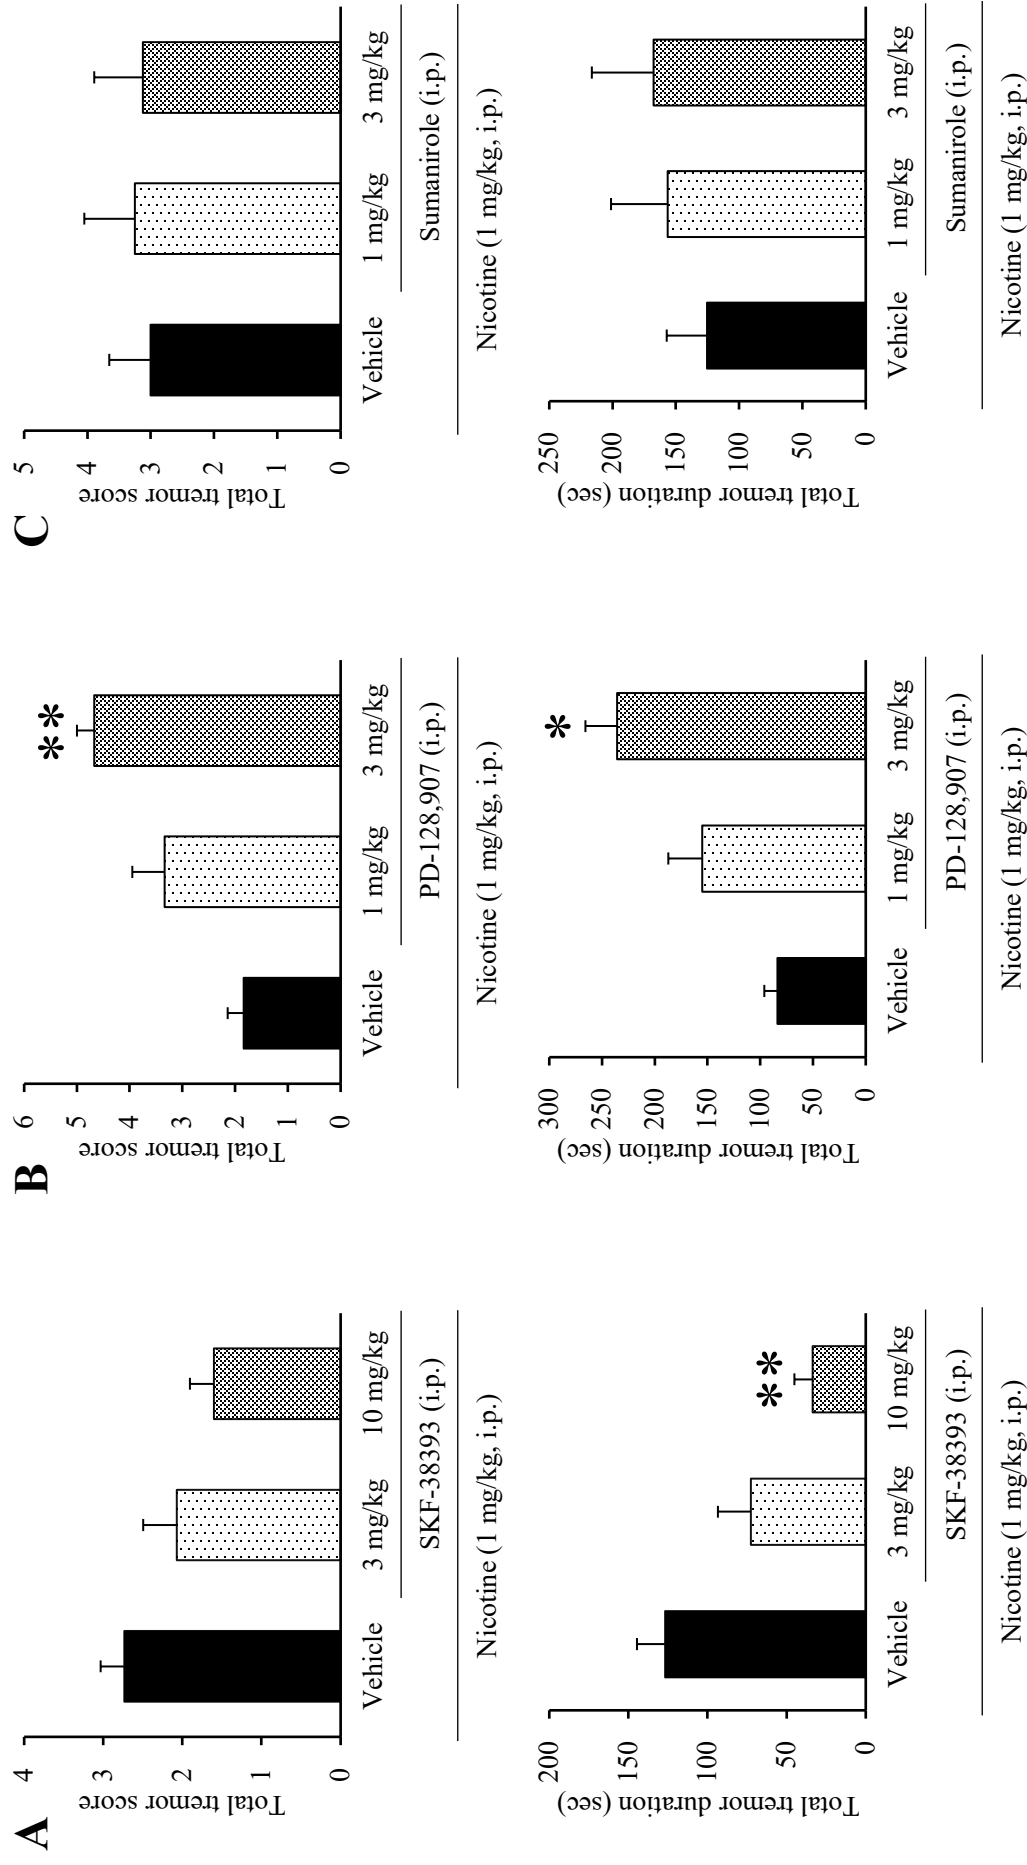 A
Total tremor score
4
3
2
1
0
Vehicle 3 mg/kg 10 mg/kg
SKF-38393 (i.p.)
Nicotine (1 mg/kg, i.p.)
Total tremor duration (sec)
200
150
100
50
0
**
Vehicle 3 mg/kg 10 mg/kg
SKF-38393 (i.p.)
Nicotine (1 mg/kg, i.p.)
B
Total tremor score
6
5
4
3
2
1
0
**
Vehicle 1 mg/kg 3 mg/kg
PD-128,907 (i.p.)
Nicotine (1 mg/kg, i.p.)
Total tremor duration (sec)
300
250
200
150
100
50
0
*
Vehicle 1 mg/kg 3 mg/kg
PD-128,907 (i.p.)
Nicotine (1 mg/kg, i.p.)
C
Total tremor score
5
4
3
2
1
0
Vehicle 1 mg/kg 3 mg/kg
Sumanirole (i.p.)
Nicotine (1 mg/kg, i.p.)
Total tremor duration (sec)
250
200
150
100
50
0
Vehicle 1 mg/kg 3 mg/kg
Sumanirole (i.p.)
Nicotine (1 mg/kg, i.p.)